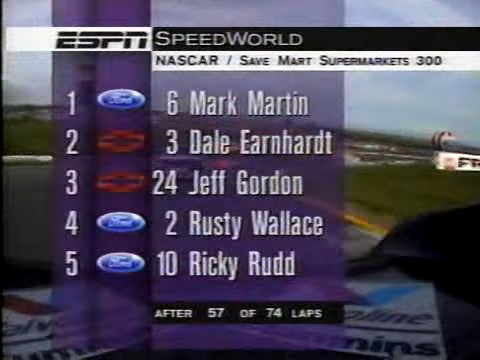 ESPN SPEEDWORLD
NASCAR / SAVE MART SUPERMARKETS 300
1 Ford 6 Mark Martin
2 3 Dale Earnhardt
3 24 Jeff Gordon
4 Ford 2 Rusty Wallace
5 Ford 10 Ricky Rudd
AFTER 57 OF 74 LAPS